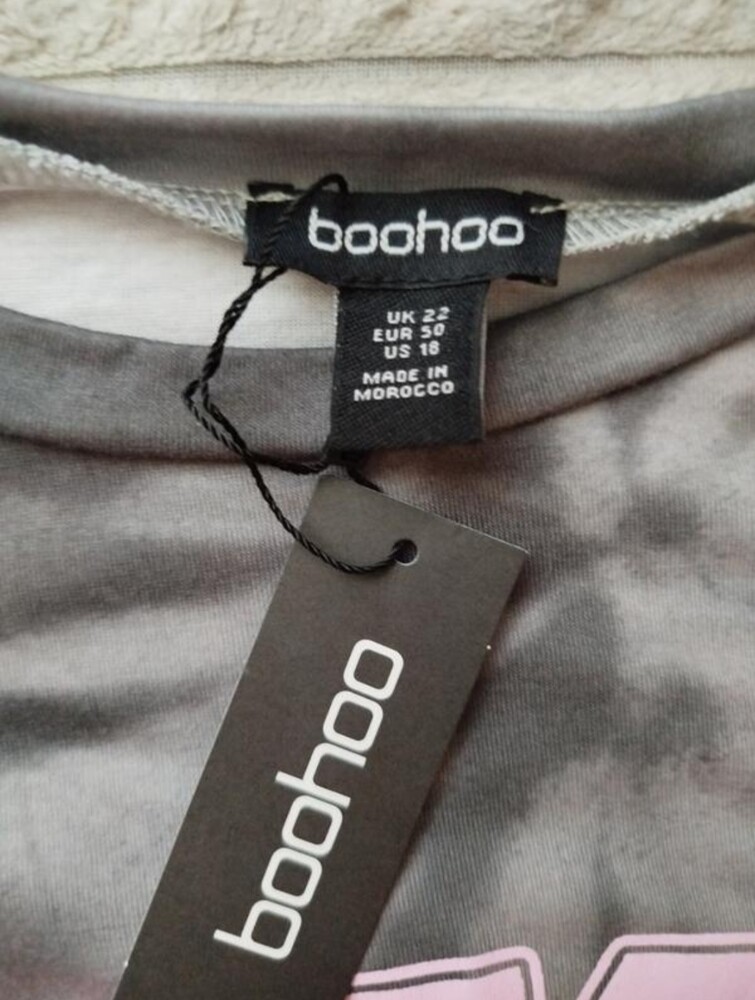 boohoo
UK 22
EUR 50
US 18
MADE IN
MOROCCO
boohoo